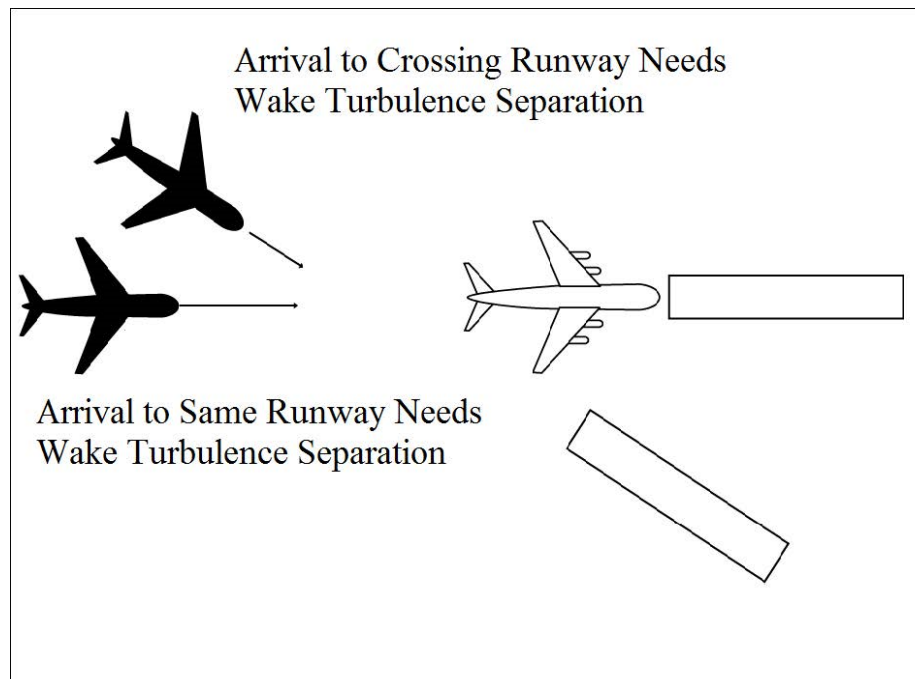 Arrival to Crossing Runway Needs
Wake Turbulence Separation
Arrival to Same Runway Needs
Wake Turbulence Separation